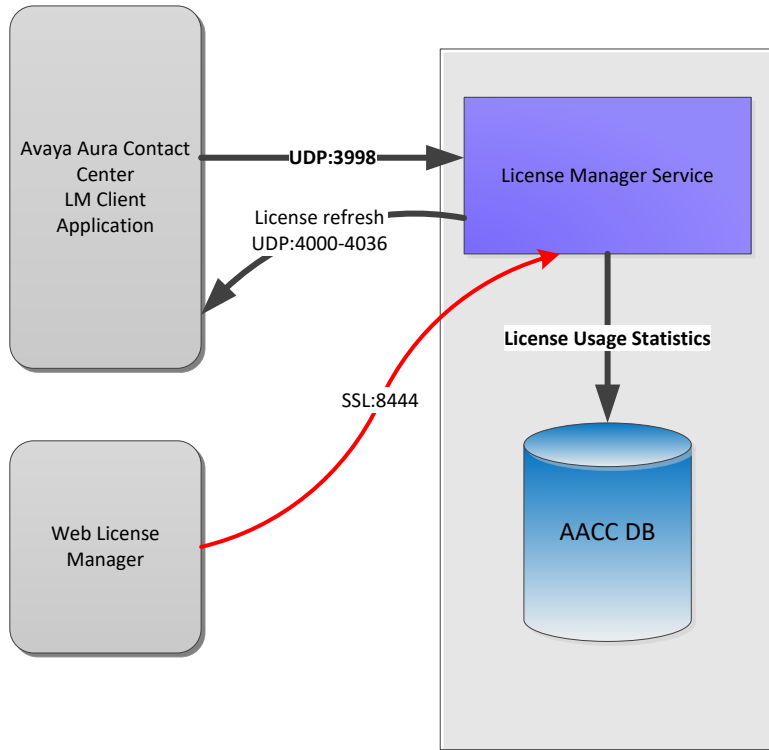 Avaya Aura Contact
Center
LM Client
Application
UDP:3998
License Manager Service
License refresh
UDP:4000-4036
License Usage Statistics
SSL:8444
Web License
Manager
AACC DB